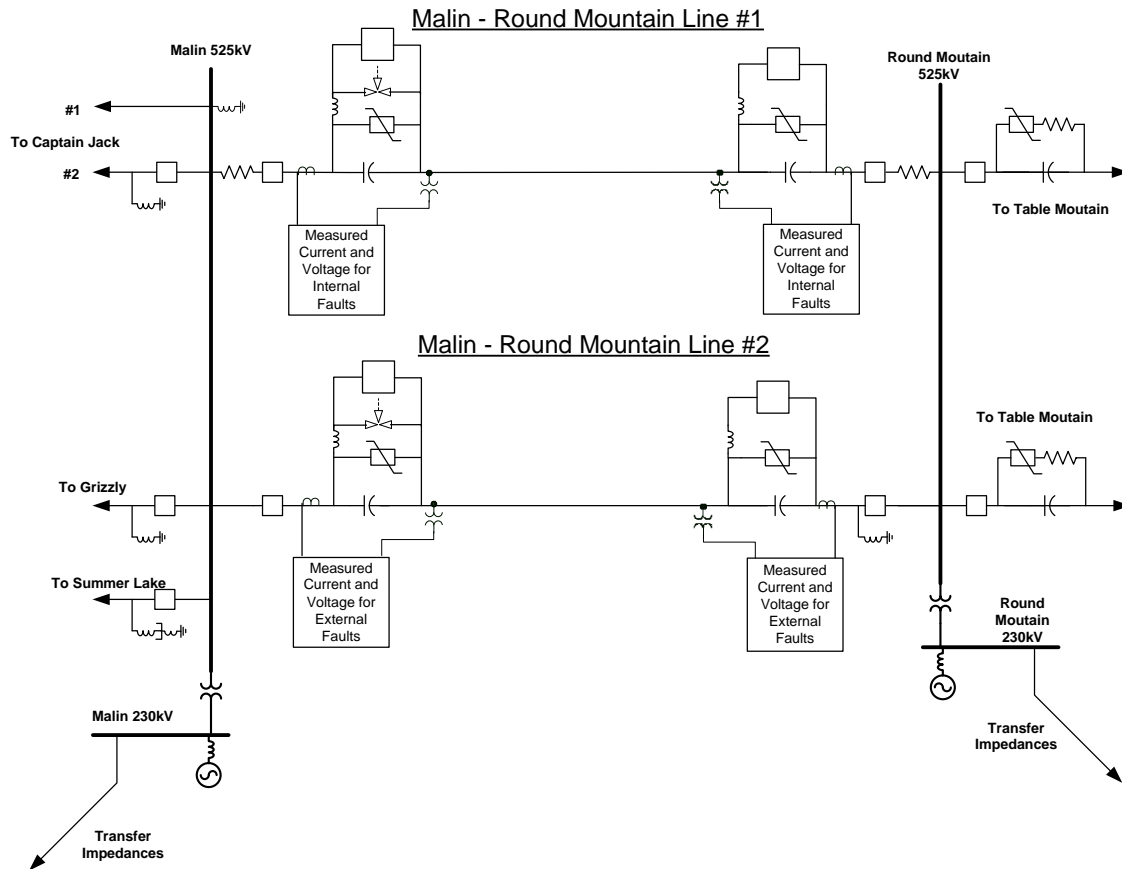 Malin - Round Mountain Line #1
Malin 525kV
Round Moutain
525kV
#1
To Captain Jack
#2
To Table Moutain
Measured
Current and
Voltage for
Internal
Faults
Measured
Current and
Voltage for
Internal
Faults
Malin - Round Mountain Line #2
To Table Moutain
To Grizzly
To Summer Lake
Measured
Current and
Voltage for
External
Faults
Measured
Current and
Voltage for
External
Faults
Round
Moutain
230kV
Malin 230kV
Transfer
Impedances
Transfer
Impedances